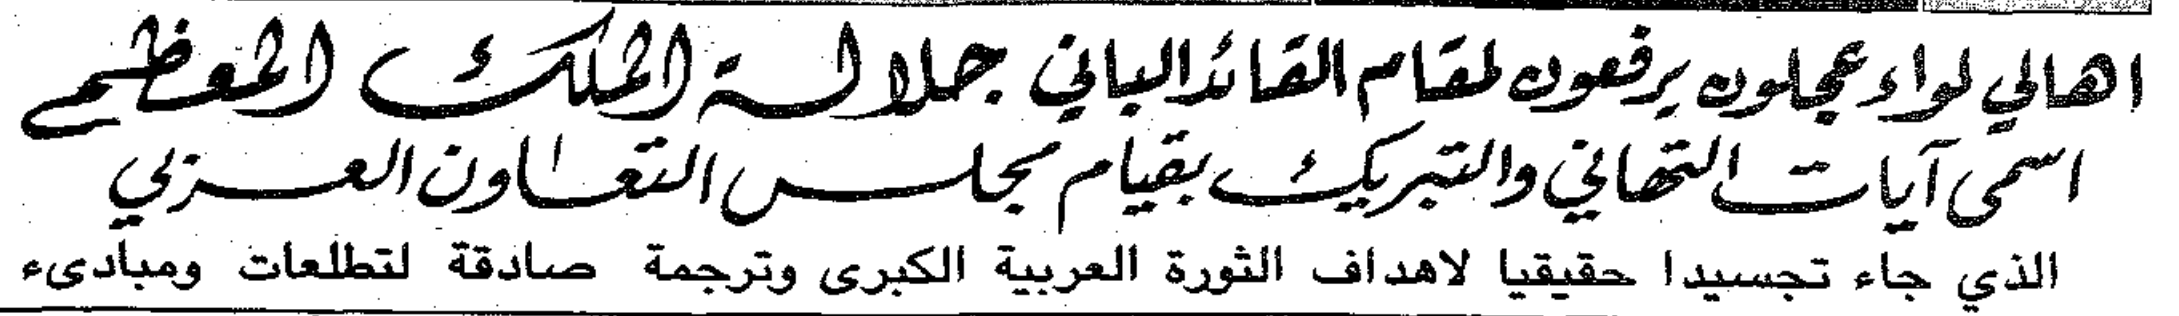 اهالي لواء عجلون يرفعون لمقام القائد الباني جلالة الملك المعظم
اسمى آيات التهاني والتبريك بقيام مجلس التعاون العربي
الذي جاء تجسيدا حقيقيا لاهداف الثورة العربية الكبرى وترجمة صادقة لتطلعات ومبادىء